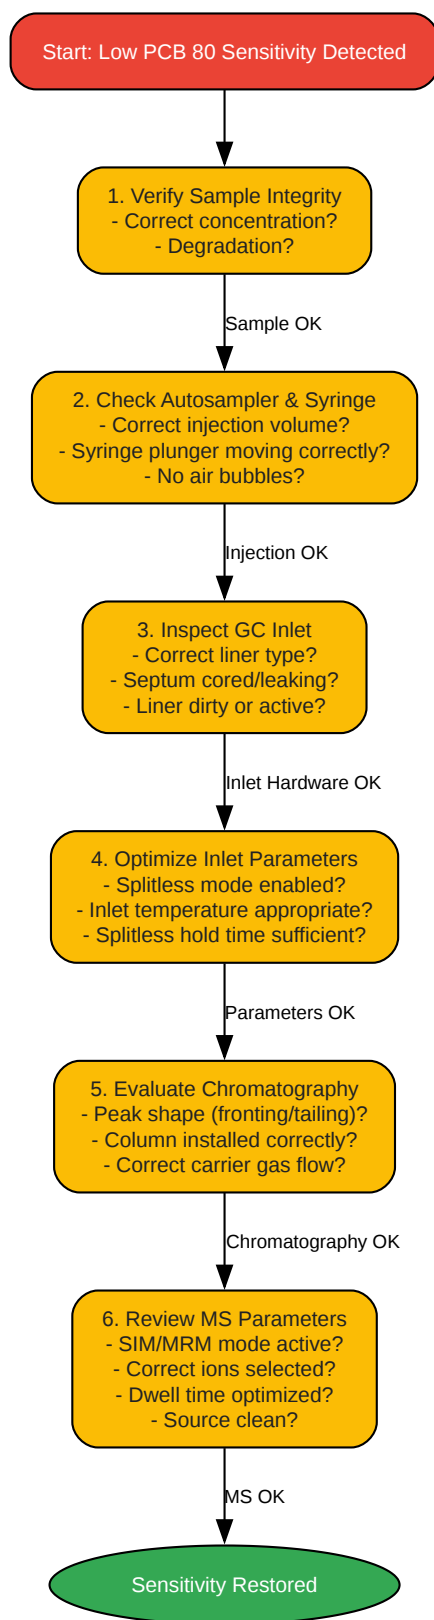 Start: Low PCB 80 Sensitivity Detected
1. Verify Sample Integrity
- Correct concentration?
- Degradation?
Sample OK
2. Check Autosampler & Syringe
- Correct injection volume?
- Syringe plunger moving correctly?
- No air bubbles?
Injection OK
3. Inspect GC Inlet
- Correct liner type?
- Septum cored/leaking?
- Liner dirty or active?
Inlet Hardware OK
4. Optimize Inlet Parameters
- Splitless mode enabled?
- Inlet temperature appropriate?
- Splitless hold time sufficient?
Parameters OK
5. Evaluate Chromatography
- Peak shape (fronting/tailing)?
- Column installed correctly?
- Correct carrier gas flow?
Chromatography OK
6. Review MS Parameters
- SIM/MRM mode active?
- Correct ions selected?
- Dwell time optimized?
- Source clean?
MS OK
Sensitivity Restored